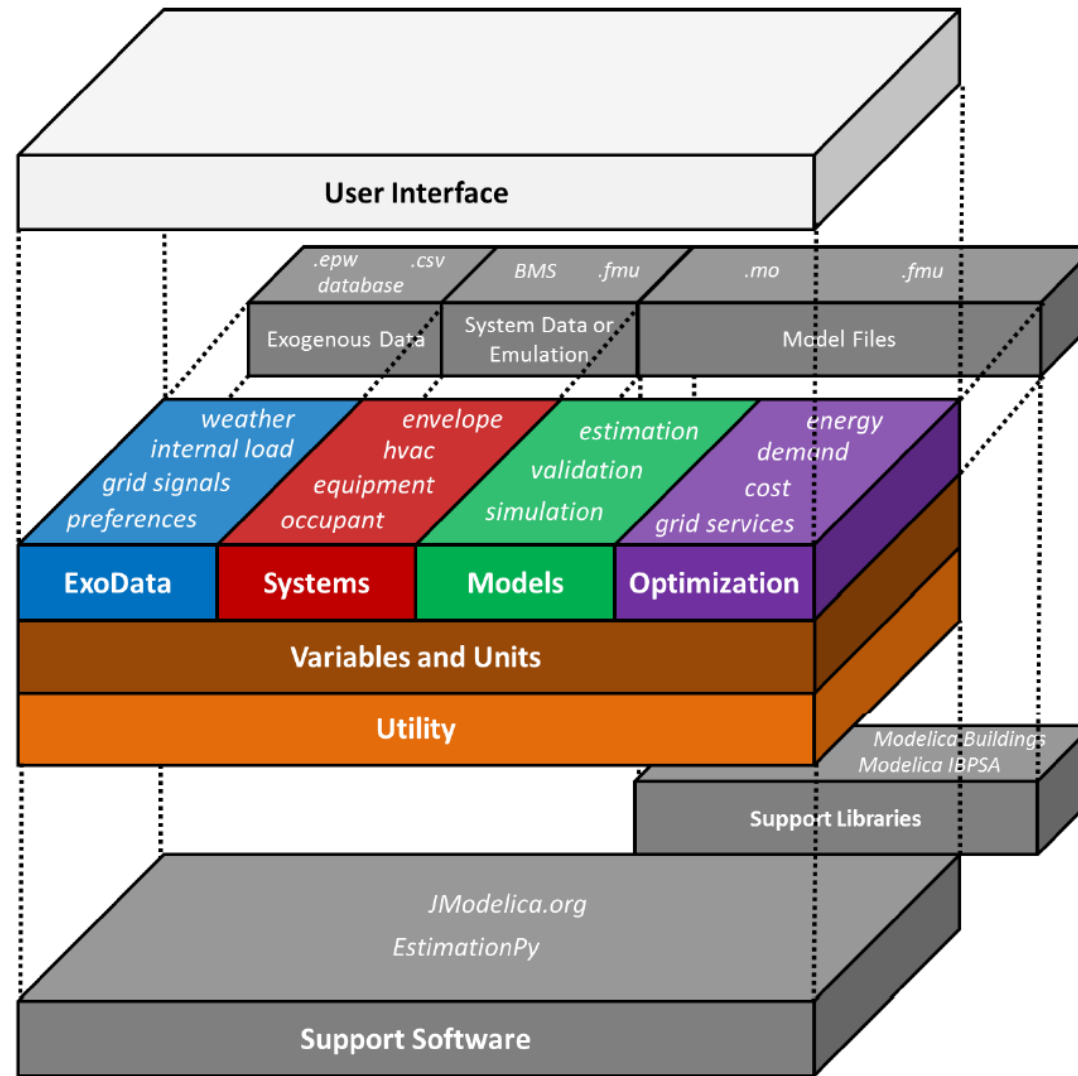 User Interface
.epw .csv
database
BMS .fmu
.mo .fmu
Exogenous Data
System Data or
Emulation
Model Files
weather
internal load
grid signals
preferences
envelope
hvac
equipment
occupant
estimation
validation
simulation
energy
demand
cost
grid services
ExoData
Systems
Models
Optimization
Variables and Units
Utility
Modelica Buildings
Modelica IBPSA
Support Libraries
JModelica.org
EstimationPy
Support Software